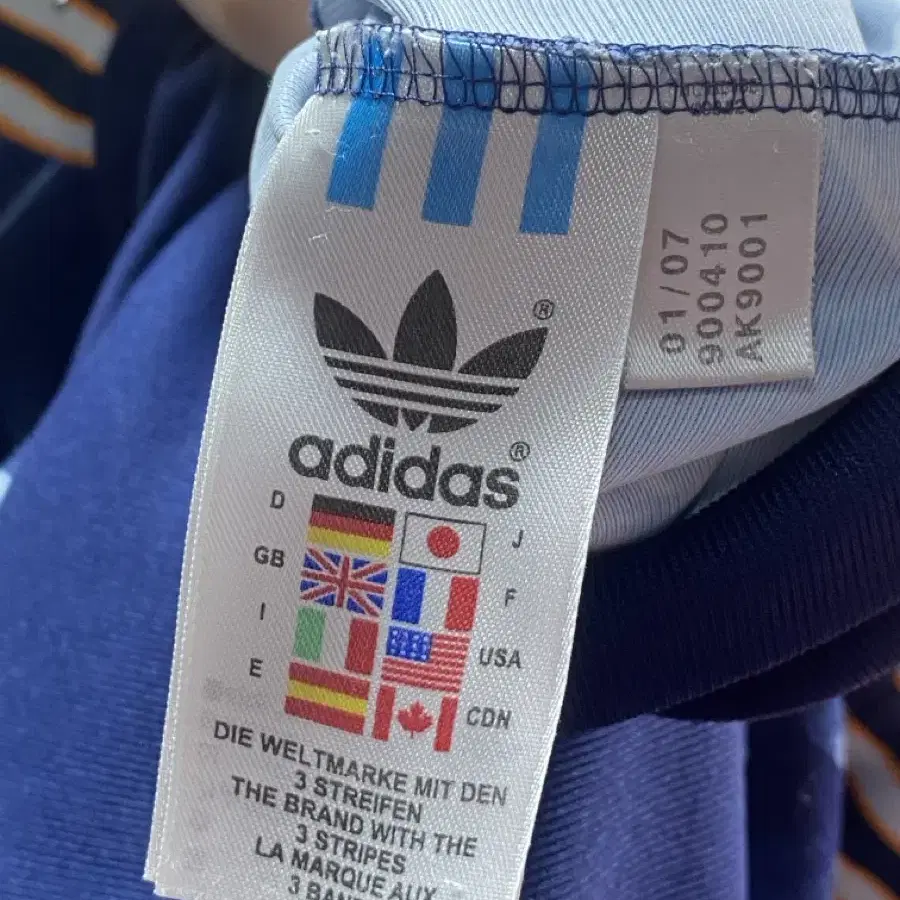 ®
adidas®
D
J
GB
F
I
USA
E
CDN
DIE WELTMARKE MIT DEN
3 STREIFEN
THE BRAND WITH THE
3 STRIPES
LA MARQUE AUX
01/07
900410
AK9001